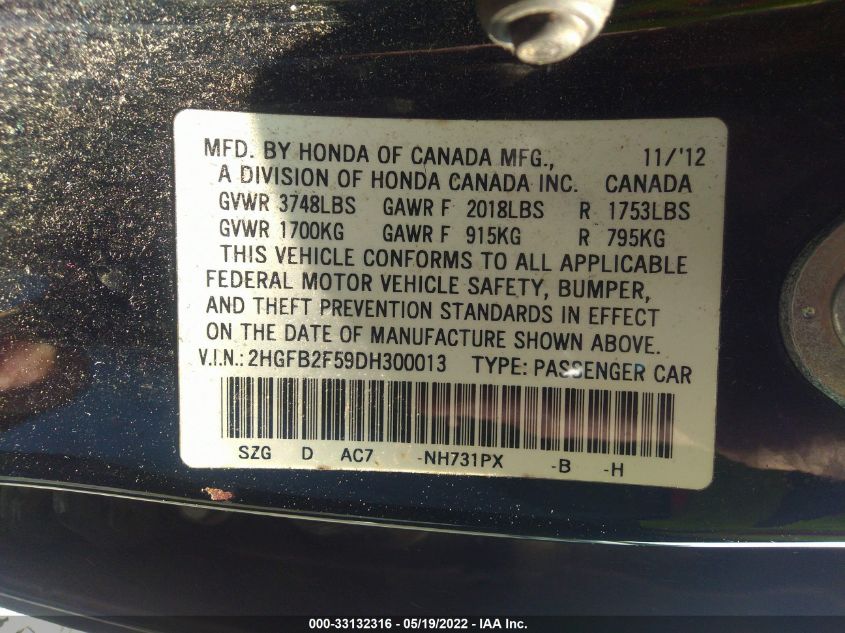 MFD. BY HONDA OF CANADA MFG., 11/'12
A DIVISION OF HONDA CANADA INC. CANADA
GVWR 3748LBS GAWR F 2018LBS R 1753LBS
GVWR 1700KG GAWR F 915KG R 795KG
THIS VEHICLE CONFORMS TO ALL APPLICABLE
FEDERAL MOTOR VEHICLE SAFETY, BUMPER,
AND THEFT PREVENTION STANDARDS IN EFFECT
ON THE DATE OF MANUFACTURE SHOWN ABOVE.
V.I.N.: 2HGFB2F59DH300013 TYPE: PASSENGER CAR
SZG D AC7 -NH731PX -B -H
000-33132316 - 05/19/2022 - IAA Inc.